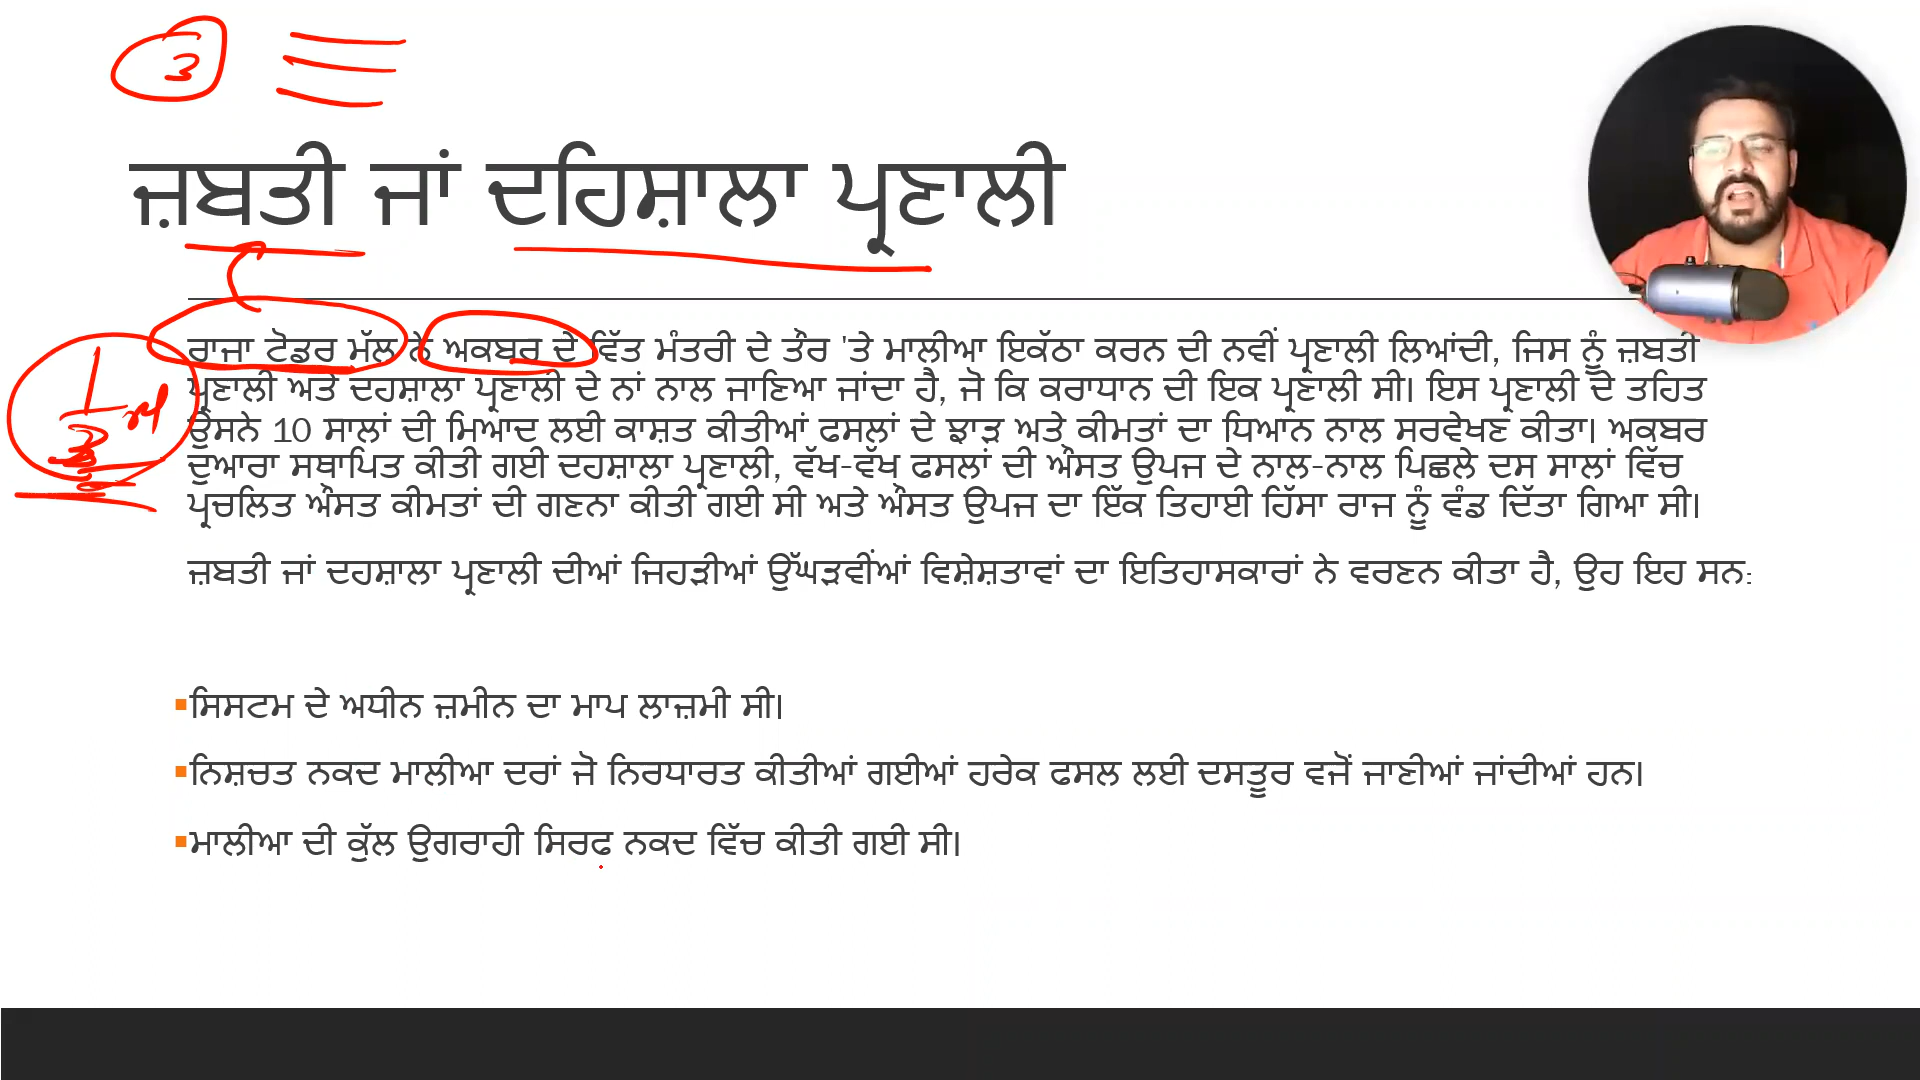 3
ਜ਼ਬਤੀ ਜਾਂ ਦਹਿਸ਼ਾਲਾ ਪ੍ਰਣਾਲੀ
ਰਾਜਾ ਟੋਡਰ ਮੱਲ ਨੇ ਅਕਬਰ ਦੇ ਵਿੱਤ ਮੰਤਰੀ ਦੇ ਤੌਰ 'ਤੇ ਮਾਲੀਆ ਇਕੱਠਾ ਕਰਨ ਦੀ ਨਵੀਂ ਪ੍ਰਣਾਲੀ ਲਿਆਂਦੀ, ਜਿਸ ਨੂੰ ਜ਼ਬਤੀ
ਪ੍ਰਣਾਲੀ ਅਤੇ ਦਹਸ਼ਾਲਾ ਪ੍ਰਣਾਲੀ ਦੇ ਨਾਂ ਨਾਲ ਜਾਣਿਆ ਜਾਂਦਾ ਹੈ, ਜੋ ਕਿ ਕਰਾਧਾਨ ਦੀ ਇਕ ਪ੍ਰਣਾਲੀ ਸੀ। ਇਸ ਪ੍ਰਣਾਲੀ ਦੇ ਤਹਿਤ
ਉਸਨੇ 10 ਸਾਲਾਂ ਦੀ ਮਿਆਦ ਲਈ ਕਾਸ਼ਤ ਕੀਤੀਆਂ ਫਸਲਾਂ ਦੇ ਝਾੜ ਅਤੇ ਕੀਮਤਾਂ ਦਾ ਧਿਆਨ ਨਾਲ ਸਰਵੇਖਣ ਕੀਤਾ। ਅਕਬਰ
ਦੁਆਰਾ ਸਥਾਪਿਤ ਕੀਤੀ ਗਈ ਦਹਸ਼ਾਲਾ ਪ੍ਰਣਾਲੀ, ਵੱਖ-ਵੱਖ ਫਸਲਾਂ ਦੀ ਔਸਤ ਉਪਜ ਦੇ ਨਾਲ-ਨਾਲ ਪਿਛਲੇ ਦਸ ਸਾਲਾਂ ਵਿੱਚ
ਪ੍ਰਚਲਿਤ ਔਸਤ ਕੀਮਤਾਂ ਦੀ ਗਣਨਾ ਕੀਤੀ ਗਈ ਸੀ ਅਤੇ ਔਸਤ ਉਪਜ ਦਾ ਇੱਕ ਤਿਹਾਈ ਹਿੱਸਾ ਰਾਜ ਨੂੰ ਵੰਡ ਦਿੱਤਾ ਗਿਆ ਸੀ।
ਜ਼ਬਤੀ ਜਾਂ ਦਹਸ਼ਾਲਾ ਪ੍ਰਣਾਲੀ ਦੀਆਂ ਜਿਹੜੀਆਂ ਉੱਘੜਵੀਂਆਂ ਵਿਸ਼ੇਸ਼ਤਾਵਾਂ ਦਾ ਇਤਿਹਾਸਕਾਰਾਂ ਨੇ ਵਰਣਨ ਕੀਤਾ ਹੈ, ਉਹ ਇਹ ਸਨ:
▪ਸਿਸਟਮ ਦੇ ਅਧੀਨ ਜ਼ਮੀਨ ਦਾ ਮਾਪ ਲਾਜ਼ਮੀ ਸੀ।
▪ਨਿਸ਼ਚਤ ਨਕਦ ਮਾਲੀਆ ਦਰਾਂ ਜੋ ਨਿਰਧਾਰਤ ਕੀਤੀਆਂ ਗਈਆਂ ਹਰੇਕ ਫਸਲ ਲਈ ਦਸਤੂਰ ਵਜੋਂ ਜਾਣੀਆਂ ਜਾਂਦੀਆਂ ਹਨ।
▪ਮਾਲੀਆ ਦੀ ਕੁੱਲ ਉਗਰਾਹੀ ਸਿਰਫ ਨਕਦ ਵਿੱਚ ਕੀਤੀ ਗਈ ਸੀ।